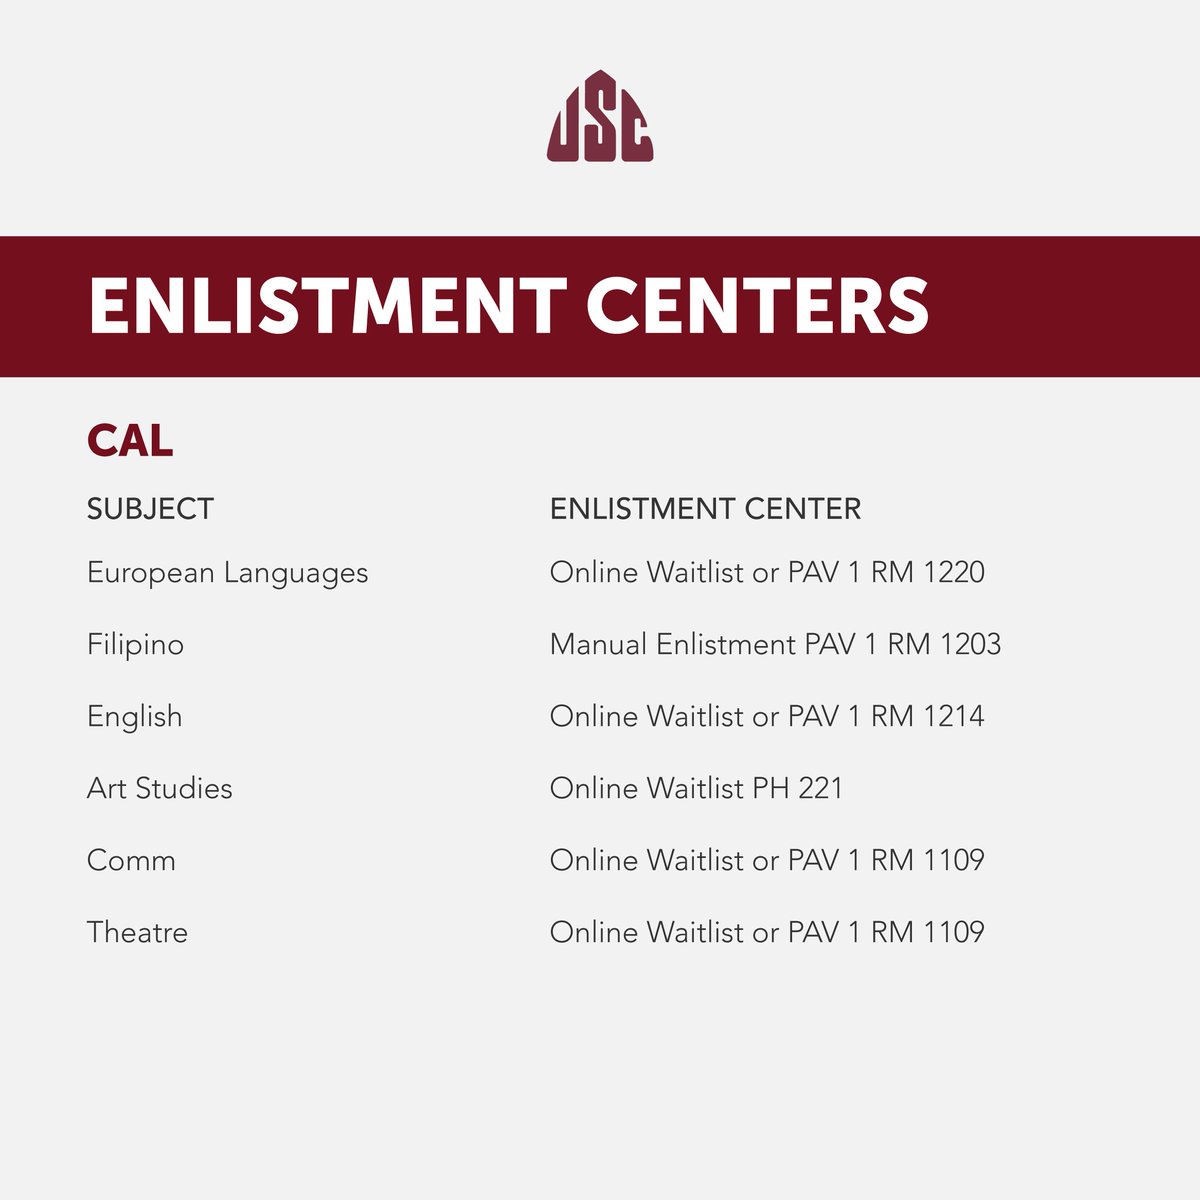 USC
ENLISTMENT CENTERS
CAL
SUBJECT ENLISTMENT CENTER
European Languages Online Waitlist or PAV 1 RM 1220
Filipino Manual Enlistment PAV 1 RM 1203
English Online Waitlist or PAV 1 RM 1214
Art Studies Online Waitlist PH 221
Comm Online Waitlist or PAV 1 RM 1109
Theatre Online Waitlist or PAV 1 RM 1109